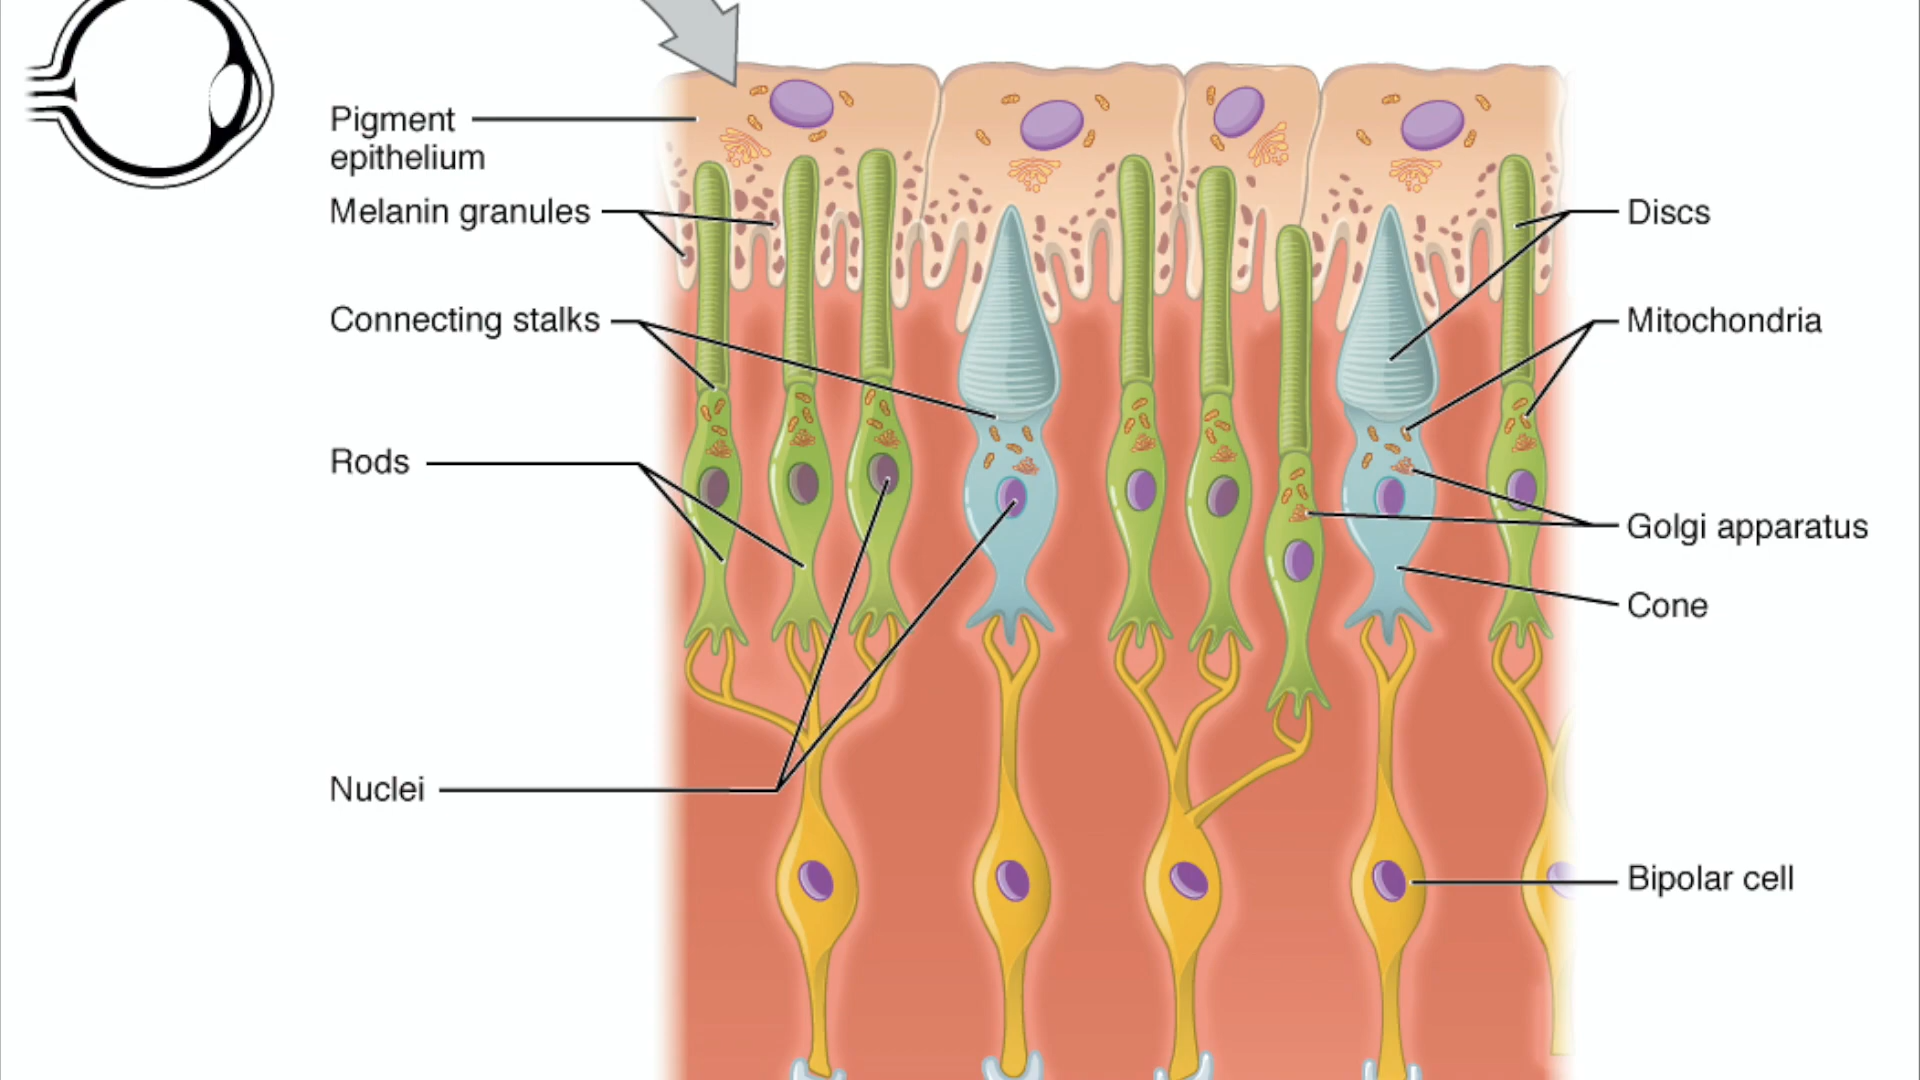 Pigment
epithelium
Melanin granules
Connecting stalks
Rods
Nuclei
Discs
Mitochondria
Golgi apparatus
Cone
Bipolar cell